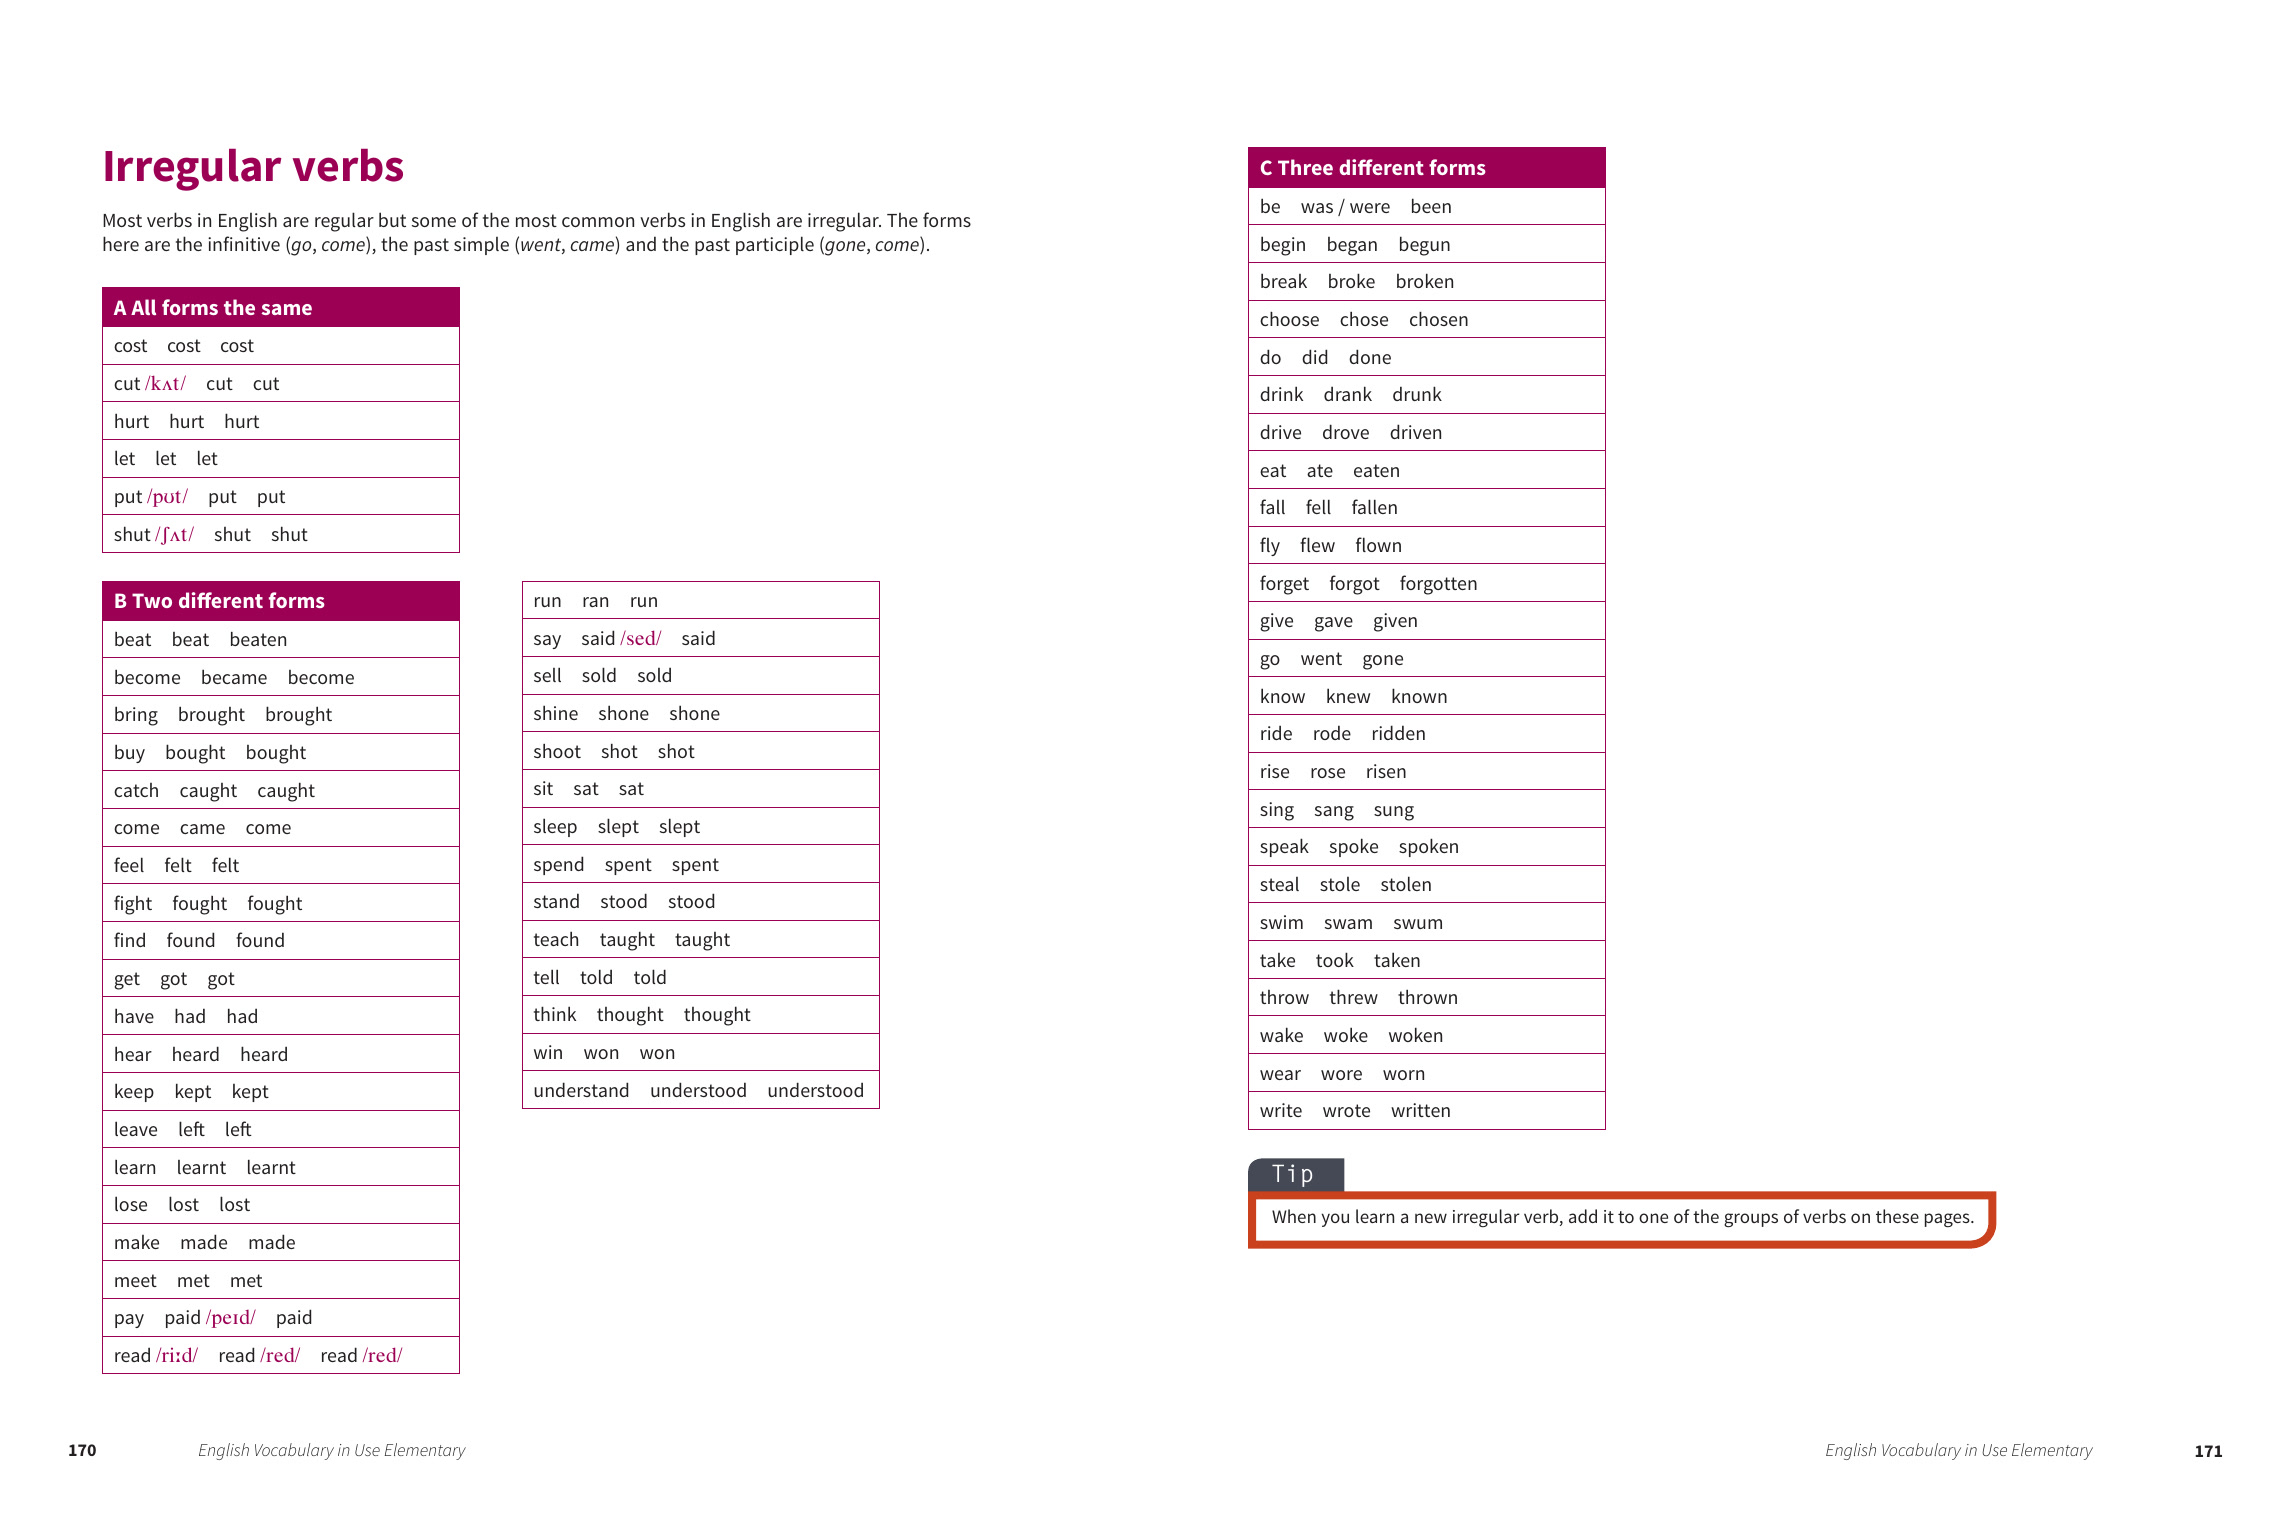 Irregular verbs
Most verbs in English are regular but some of the most common verbs in English are irregular. The forms
here are the infinitive (go, come), the past simple (went, came) and the past participle (gone, come).
A All forms the same
cost cost cost
cut /kʌt/ cut cut
hurt hurt hurt
let let let
put /pʊt/ put put
shut /ʃʌt/ shut shut
B Two different forms
beat beat beaten
become became become
bring brought brought
buy bought bought
catch caught caught
come came come
feel felt felt
fight fought fought
find found found
get got got
have had had
hear heard heard
keep kept kept
leave left left
learn learnt learnt
lose lost lost
make made made
meet met met
pay paid /peɪd/ paid
read /riːd/ read /red/ read /red/
run ran run
say said /sed/ said
sell sold sold
shine shone shone
shoot shot shot
sit sat sat
sleep slept slept
spend spent spent
stand stood stood
teach taught taught
tell told told
think thought thought
win won won
understand understood understood
170 English Vocabulary in Use Elementary
C Three different forms
be was / were been
begin began begun
break broke broken
choose chose chosen
do did done
drink drank drunk
drive drove driven
eat ate eaten
fall fell fallen
fly flew flown
forget forgot forgotten
give gave given
go went gone
know knew known
ride rode ridden
rise rose risen
sing sang sung
speak spoke spoken
steal stole stolen
swim swam swum
take took taken
throw threw thrown
wake woke woken
wear wore worn
write wrote written
Tip
When you learn a new irregular verb, add it to one of the groups of verbs on these pages.
English Vocabulary in Use Elementary 171